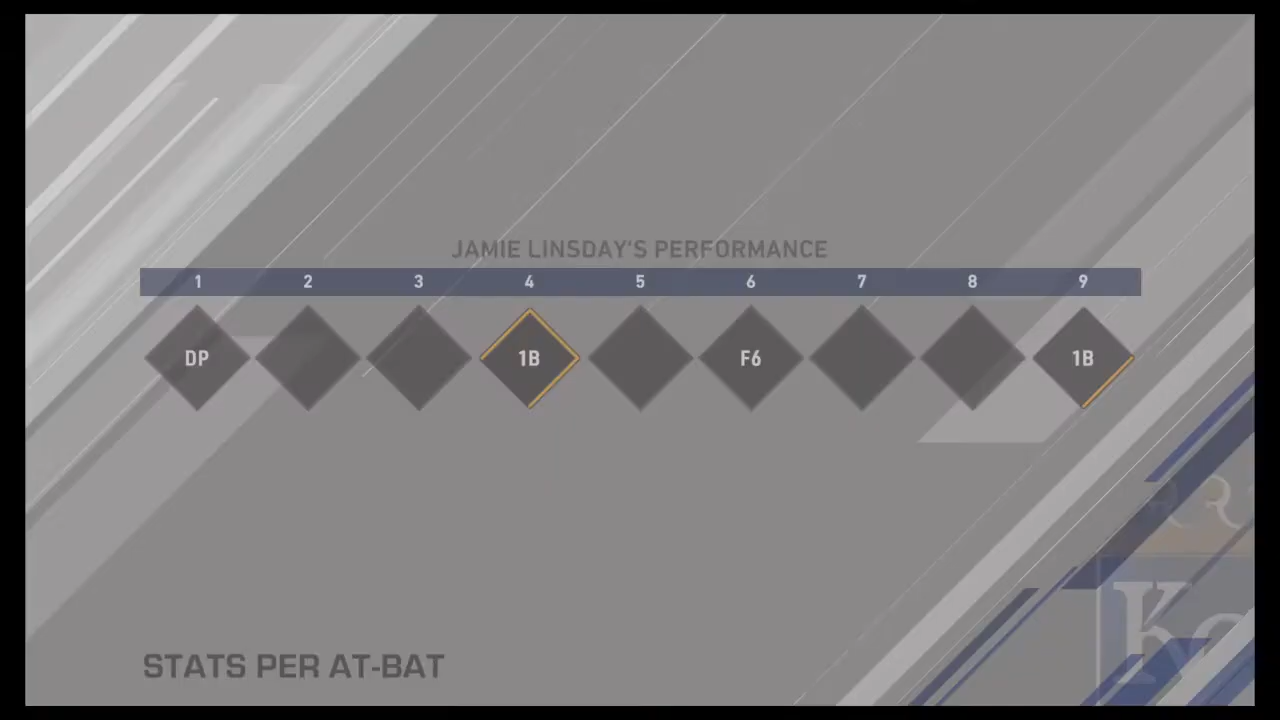 JAMIE LINSDAY'S PERFORMANCE
1 2 3 4 5 6 7 8 9
DP 1B F6 1B
STATS PER AT-BAT